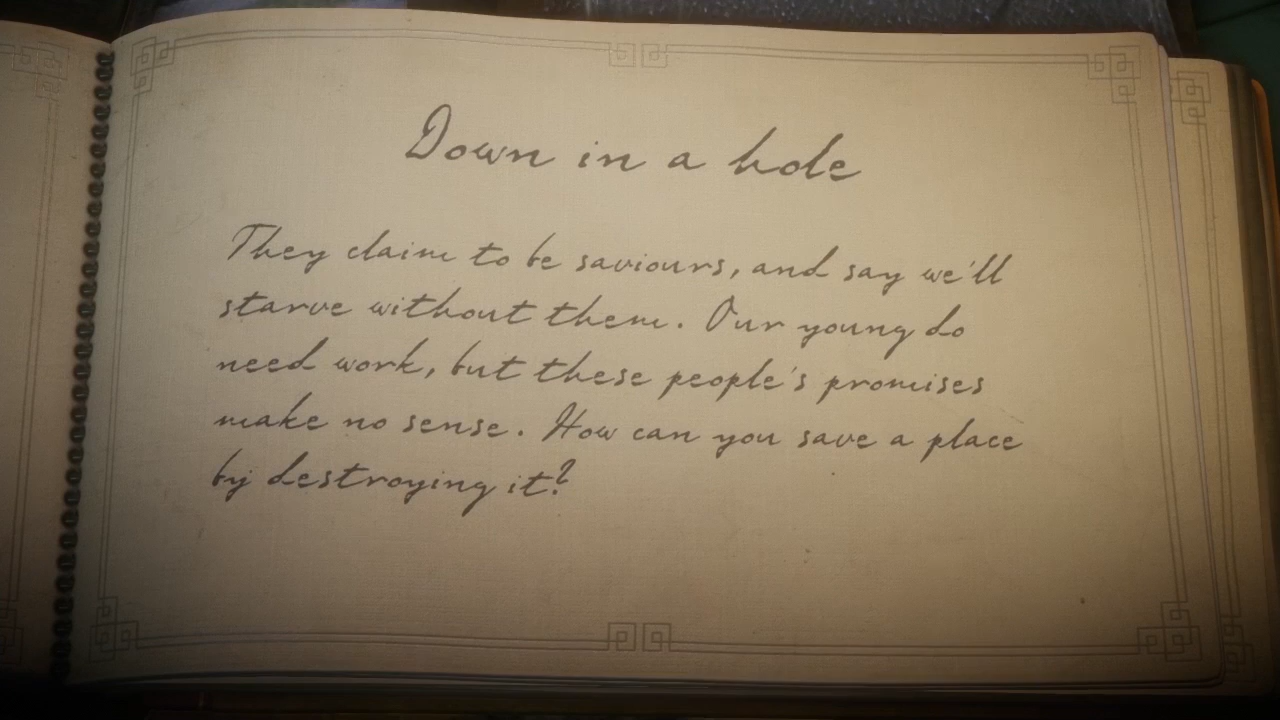 Down in a hole
They claim to be saviours, and say we'll
starve without them. Our young do
need work, but these people's promises
make no sense. How can you save a place
by destroying it?